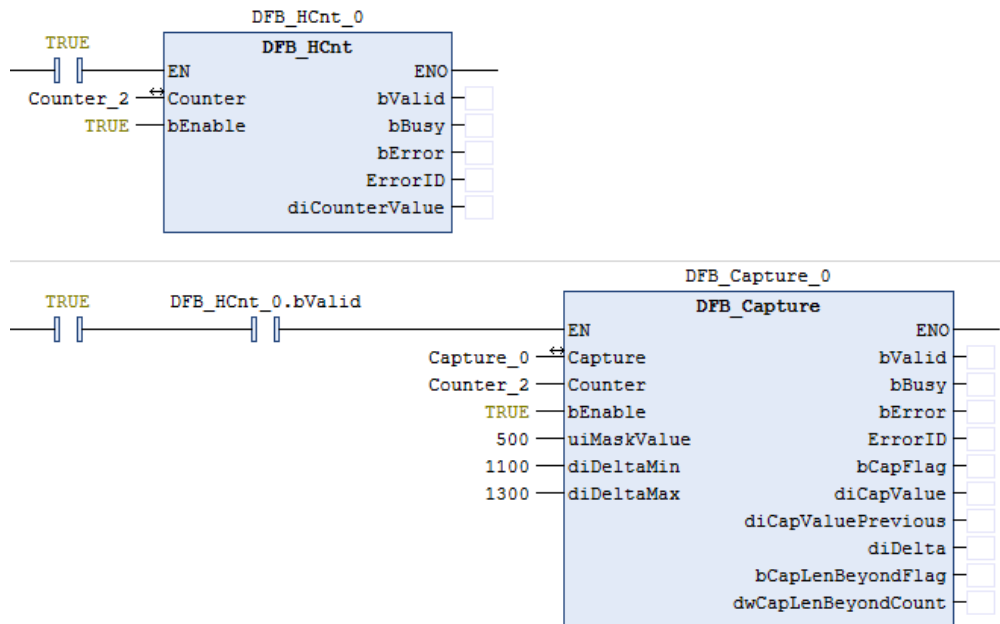 DFB_HCnt_0
TRUE DFB_HCnt
EN ENO
Counter_2 Counter bValid
TRUE bEnable bBusy
bError
ErrorID
diCounterValue
DFB_Capture_0
TRUE DFB_HCnt_0.bValid DFB_Capture
EN ENO
Capture_0 Capture bValid
Counter_2 Counter bBusy
TRUE bEnable bError
500 uiMaskValue ErrorID
1100 diDeltaMin bCapFlag
1300 diDeltaMax diCapValue
diCapValuePrevious
diDelta
bCapLenBeyondFlag
dwCapLenBeyondCount